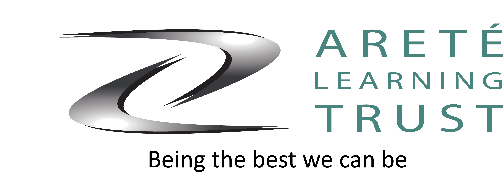 ARETÉ
LEARNING
TRUST
Being the best we can be